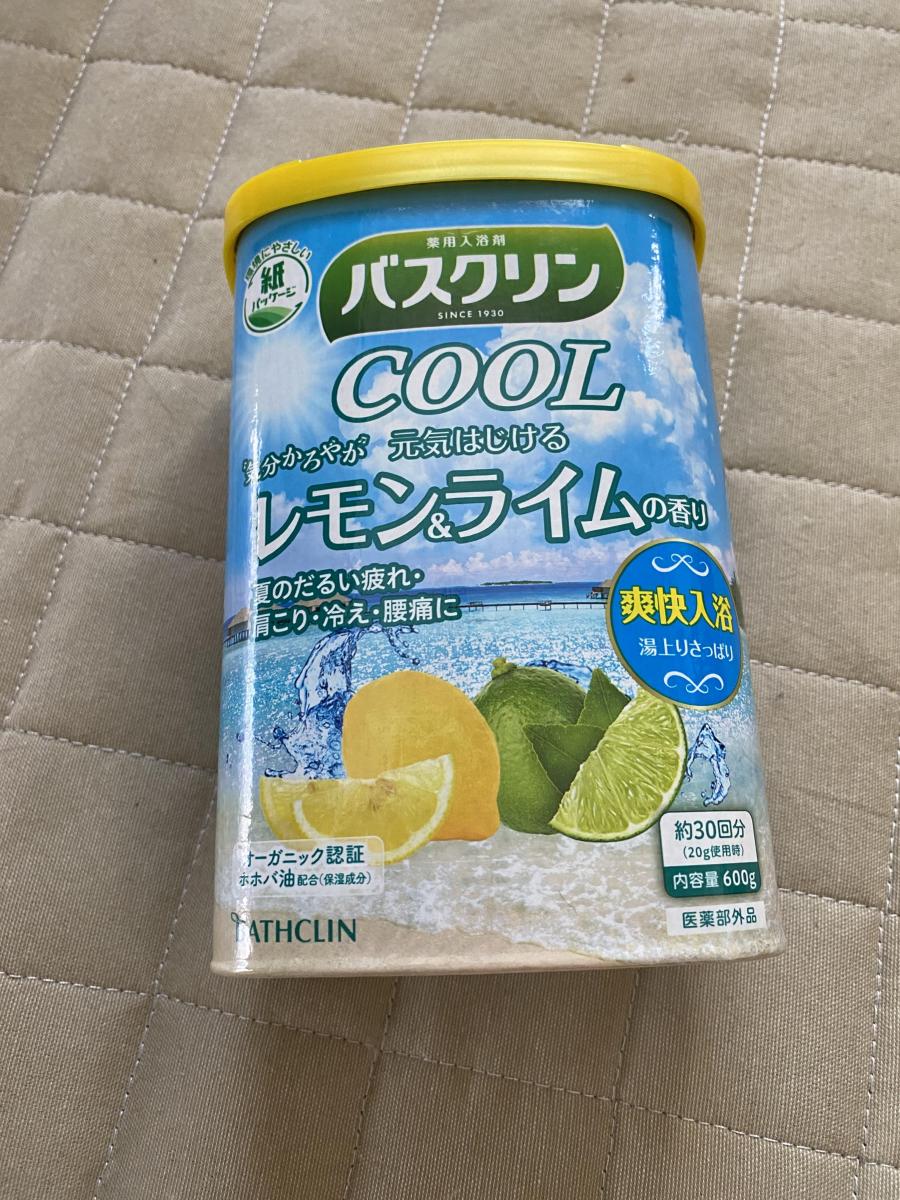 環境にやさしい
紙
パッケージ
薬用入浴剤
バスクリン
SINCE 1930
COOL
気分かろやか 元気はじける
レモン&ライムの香り
夏のだるい疲れ・
肩こり・冷え・腰痛に
爽快入浴
湯上りさっぱり
オーガニック認証
ホホバ油配合(保湿成分)
約30回分
(20g使用時)
内容量 600g
医薬部外品
BATHCLIN